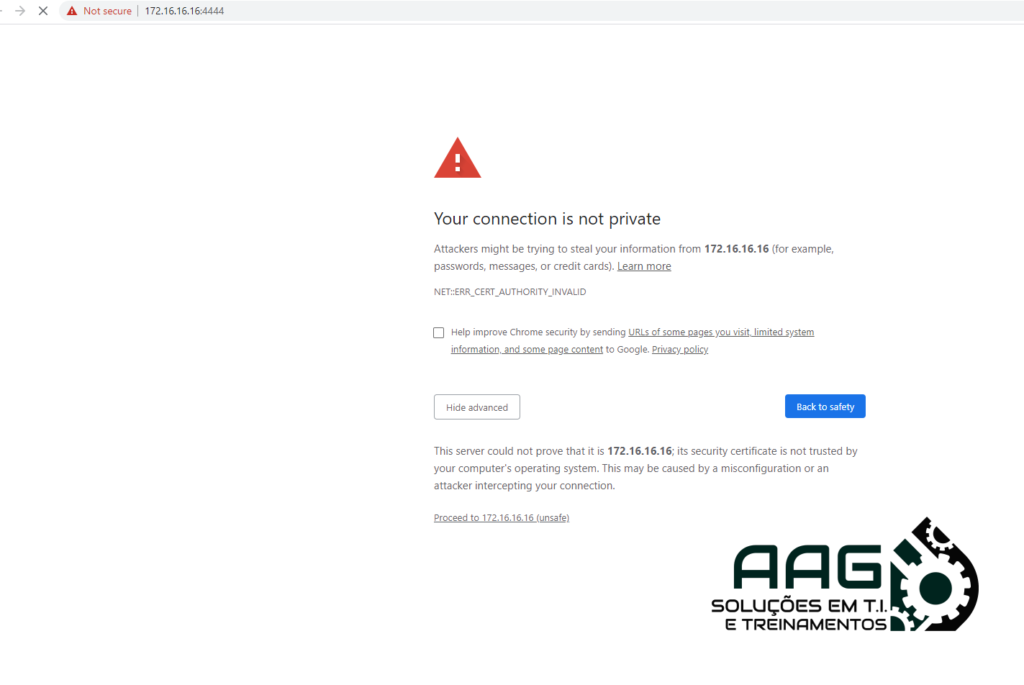 Not secure | 172.16.16.16:4444
Your connection is not private
Attackers might be trying to steal your information from 172.16.16.16 (for example,
passwords, messages, or credit cards). Learn more
NET::ERR_CERT_AUTHORITY_INVALID
Help improve Chrome security by sending URLs of some pages you visit, limited system
information, and some page content to Google. Privacy policy
Hide advanced
Back to safety
This server could not prove that it is 172.16.16.16; its security certificate is not trusted by
your computer's operating system. This may be caused by a misconfiguration or an
attacker intercepting your connection.
Proceed to 172.16.16.16 (unsafe)
AAG
SOLUÇÕES EM T.I.
E TREINAMENTOS